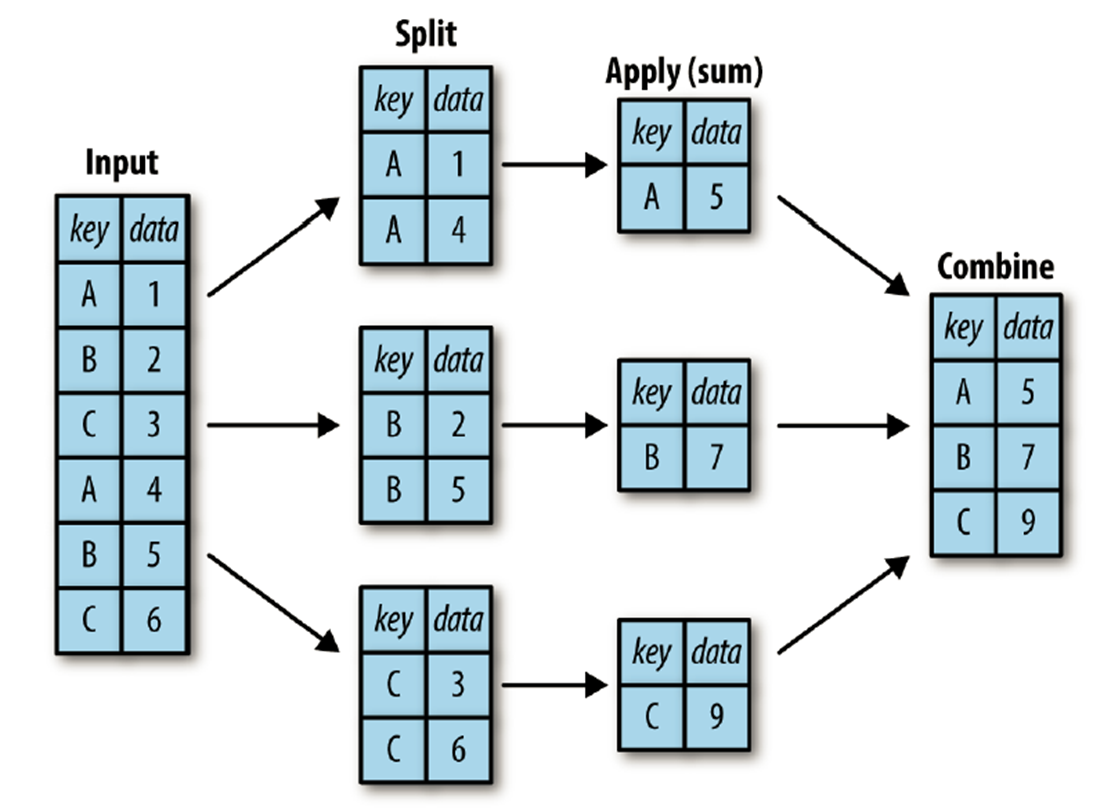 Input
key data
A 1
B 2
C 3
A 4
B 5
C 6
Split
key data
A 1
A 4
key data
B 2
B 5
key data
C 3
C 6
Apply (sum)
key data
A 5
key data
B 7
key data
C 9
Combine
key data
A 5
B 7
C 9